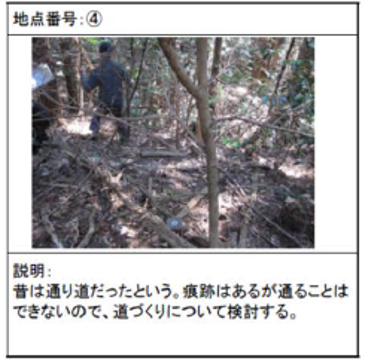 地点番号:④
説明:
昔は通り道だったという。痕跡はあるが通ることは
できないので、道づくりについて検討する。